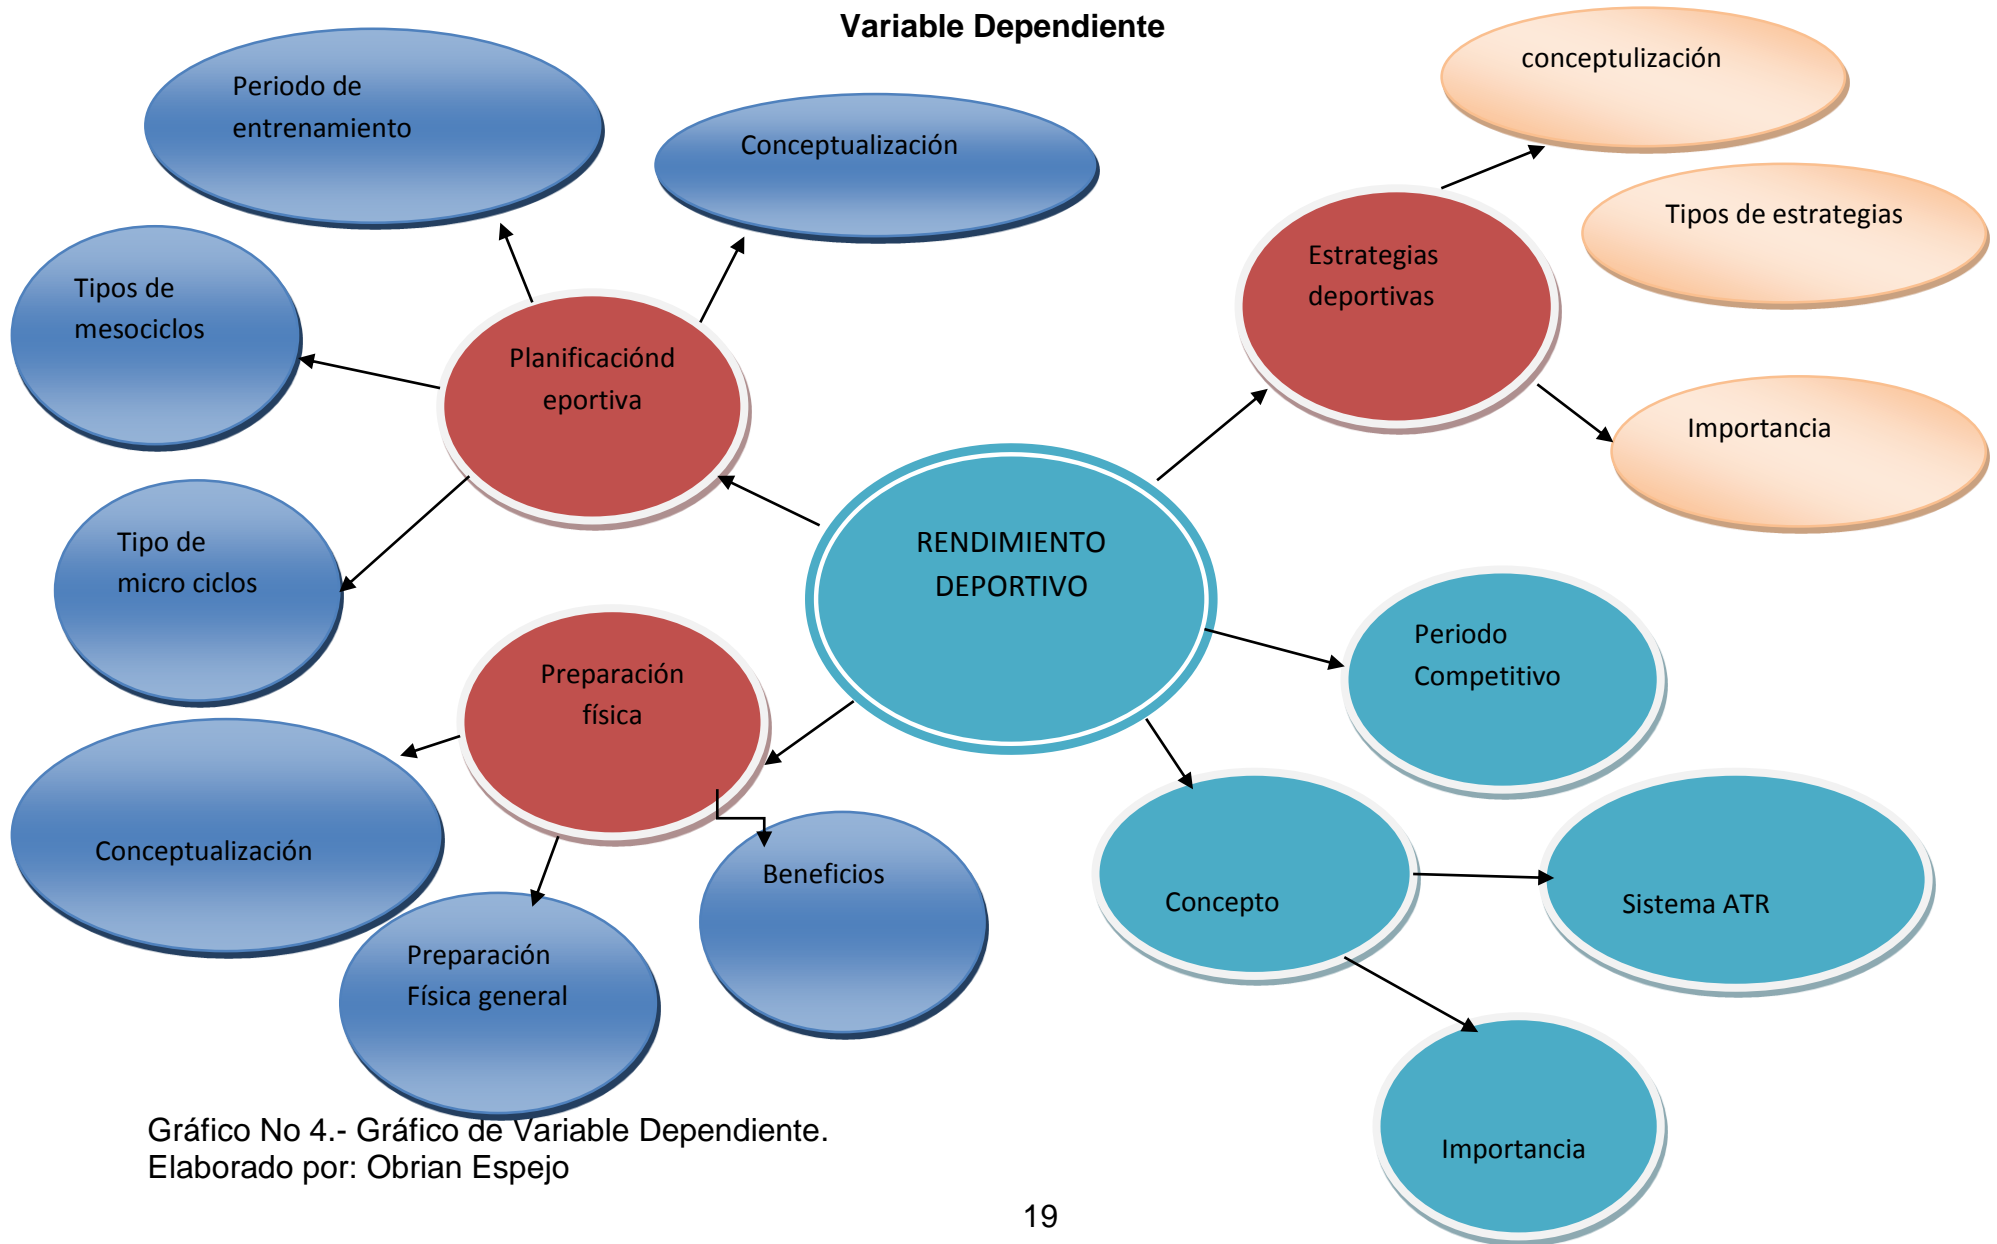 Variable Dependiente
Periodo de
entrenamiento
Conceptualización
conceptulización
Tipos de estrategias
Estrategias
deportivas
Importancia
Tipos de
mesociclos
Planificaciónd
eportiva
Tipo de
micro ciclos
RENDIMIENTO
DEPORTIVO
Periodo
Competitivo
Preparación
física
Conceptualización
Beneficios
Preparación
Física general
Concepto
Sistema ATR
Importancia
Gráfico No 4.- Gráfico de Variable Dependiente.
Elaborado por: Obrian Espejo
19